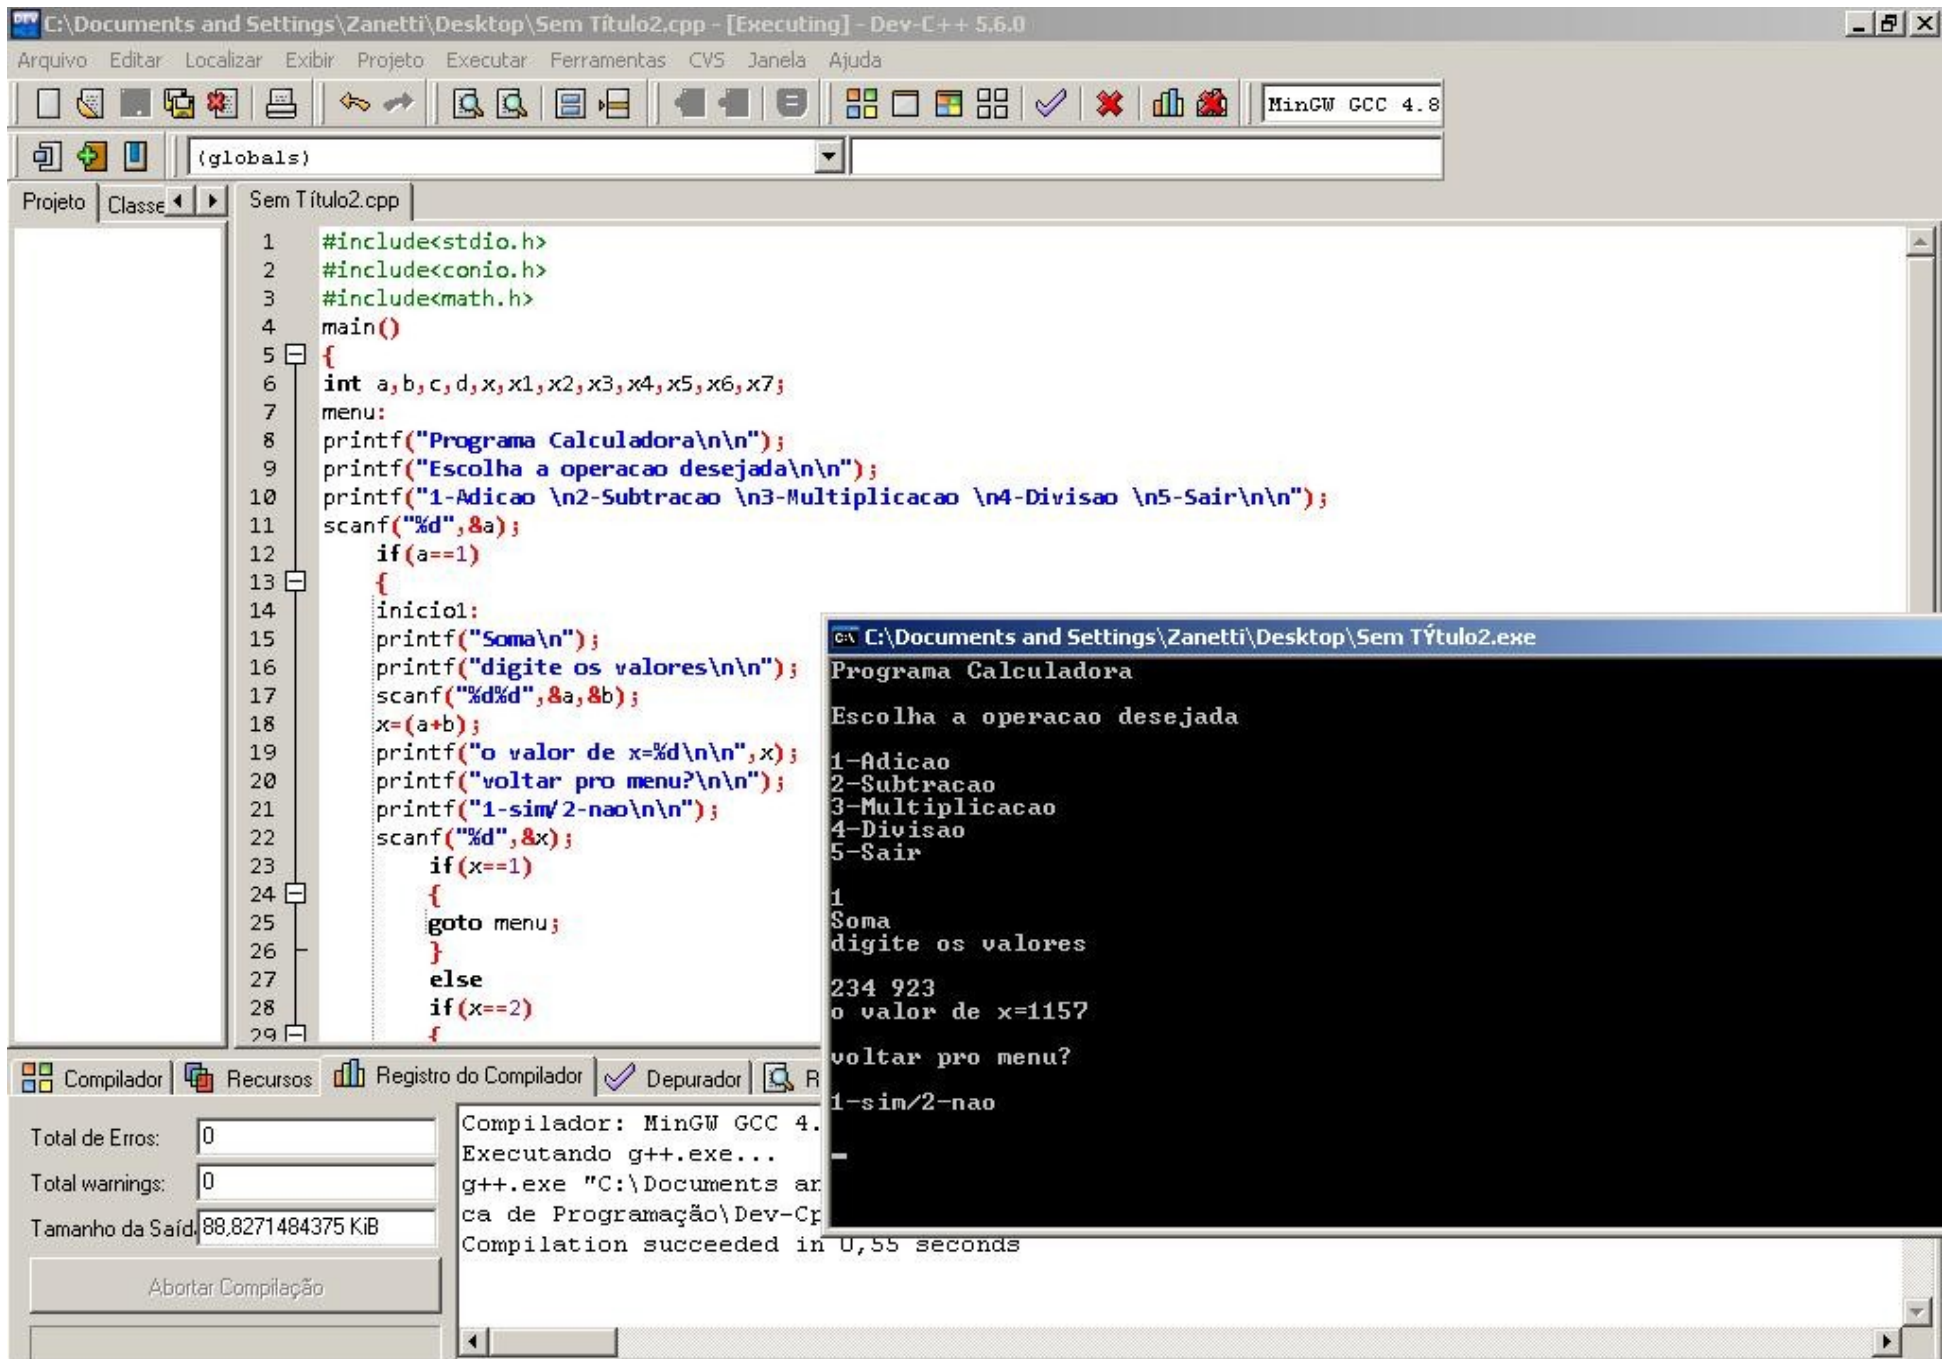 C:\Documents and Settings\Zanetti\Desktop\Sem Título2.cpp - [Executing] - Dev-C++ 5.6.0
Arquivo Editar Localizar Exibir Projeto Executar Ferramentas CVS Janela Ajuda
MinGW GCC 4.8
(globals)
Projeto Classe Sem Título2.cpp
1 #include<stdio.h>
2 #include<conio.h>
3 #include<math.h>
4 main()
5 {
6 int a,b,c,d,x,x1,x2,x3,x4,x5,x6,x7;
7 menu:
8 printf("Programa Calculadora\n\n");
9 printf("Escolha a operacao desejada\n\n");
10 printf("1-Adicao \n2-Subtracao \n3-Multiplicacao \n4-Divisao \n5-Sair\n\n");
11 scanf("%d",&a);
12 if(a==1)
13 {
14 inicio1:
15 printf("Soma\n");
16 printf("digite os valores\n\n");
17 scanf("%d%d",&a,&b);
18 x=(a+b);
19 printf("o valor de x=%d\n\n",x);
20 printf("voltar pro menu?\n\n");
21 printf("1-sim/2-nao\n\n");
22 scanf("%d",&x);
23 if(x==1)
24 {
25 goto menu;
26 }
27 else
28 if(x==2)
29 {
C:\Documents and Settings\Zanetti\Desktop\Sem TÝtulo2.exe
Programa Calculadora
Escolha a operacao desejada
1-Adicao
2-Subtracao
3-Multiplicacao
4-Divisao
5-Sair
1
Soma
digite os valores
234 923
o valor de x=1157
voltar pro menu?
1-sim/2-nao
Compilador Recursos Registro do Compilador Depurador R
Total de Erros: 0
Total warnings: 0
Tamanho da Saíd 88,8271484375 KiB
Abortar Compilação
Compilador: MinGW GCC 4.
Executando g++.exe...
g++.exe "C:\Documents an
ca de Programação\Dev-Cp
Compilation succeeded in 0,55 seconds